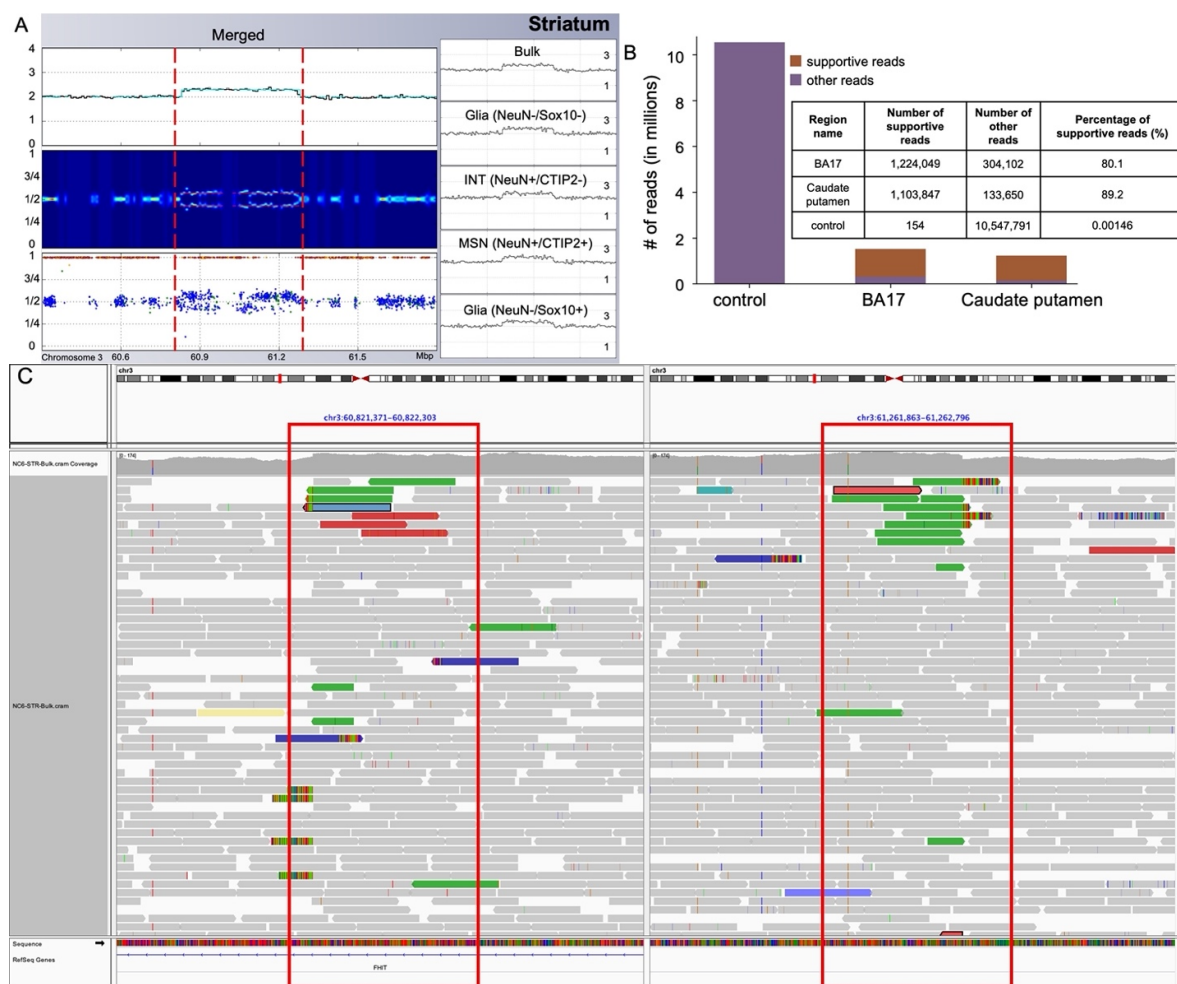 A
Striatum
Merged
4
3
2
1
0
1
3/4
1/2
1/4
0
1
3/4
1/2
1/4
0
Chromosome 3 60.6 60.9 61.2 61.5 Mbp
Bulk
3
1
Glia (NeuN-/Sox10-)
3
1
INT (NeuN+/CTIP2-)
3
1
MSN (NeuN+/CTIP2+)
3
1
Glia (NeuN-/Sox10+)
3
1
B
# of reads (in millions)
10
8
6
4
2
0
supportive reads
other reads
Region name Number of supportive reads Number of other reads Percentage of supportive reads (%)
BA17 1,224,049 304,102 80.1
Caudate putamen 1,103,847 133,650 89.2
control 154 10,547,791 0.00146
control BA17 Caudate putamen
C
chr3 chr3
chr3:60,821,371-60,822,303 chr3:61,261,863-61,262,796
NC6-STR-Bulk.cram Coverage
[0 - 174] [0 - 174]
NC6-STR-Bulk.cram
Sequence
RefSeq Genes
FHIT